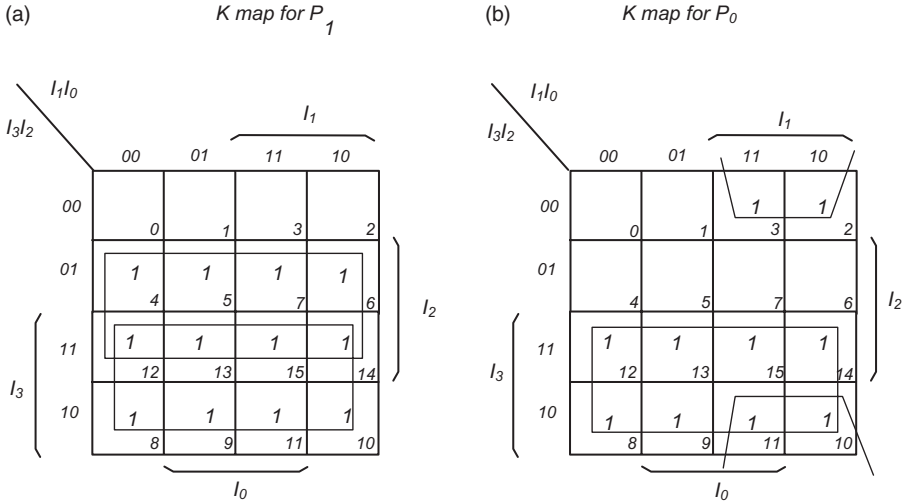 (a) K map for P1
I1I0
I3I2
I1
00 01 11 10
00
0 1 3 2
01 1 1 1 1
4 5 7 6
I2
11 1 1 1 1
12 13 15 14
I3
10 1 1 1 1
8 9 11 10
I0
(b) K map for P0
I1I0
I3I2
I1
00 01 11 10
00 1 1
0 1 3 2
01
4 5 7 6
I2
11 1 1 1 1
12 13 15 14
I3
10 1 1 1 1
8 9 11 10
I0